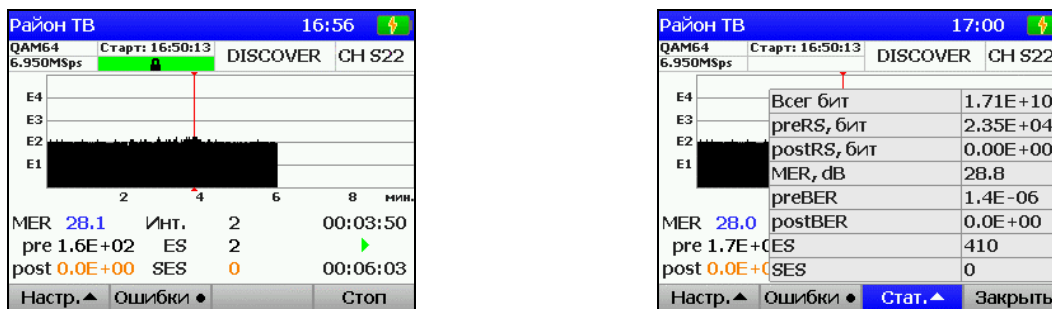 Район ТВ 16:56
QAM64 Старт: 16:50:13 DISCOVER CH S22
6.950MSps
E4
E3
E2
E1
2 4 6 8 мин.
MER 28.1 Инт. 2 00:03:50
pre 1.6E+02 ES 2
post 0.0E+00 SES 0 00:06:03
Настр. Ошибки Стоп
Район ТВ 17:00
QAM64 Старт: 16:50:13 DISCOVER CH S22
6.950MSps
E4
E3
E2
E1
Всег бит 1.71E+10
preRS, бит 2.35E+04
postRS, бит 0.00E+00
MER, dB 28.8
preBER 1.4E-06
postBER 0.0E+00
ES 410
SES 0
MER 28.0
pre 1.7E+
post 0.0E+
Настр. Ошибки Стат. Закрыть